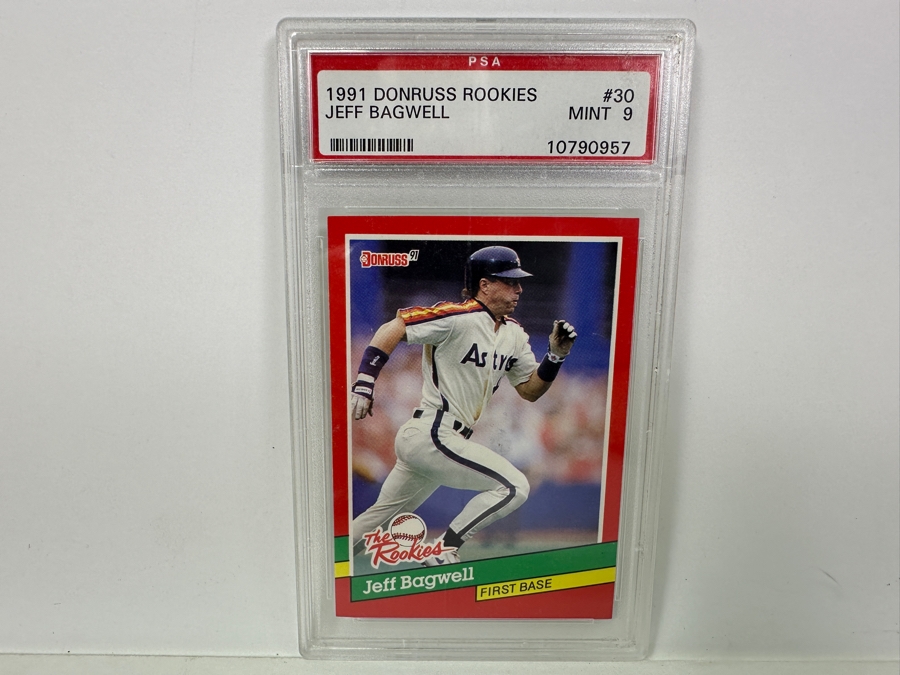 PSA
1991 DONRUSS ROOKIES #30
JEFF BAGWELL MINT 9
10790957
DONRUSS 91
Astros
The
Rookies
Jeff Bagwell
FIRST BASE